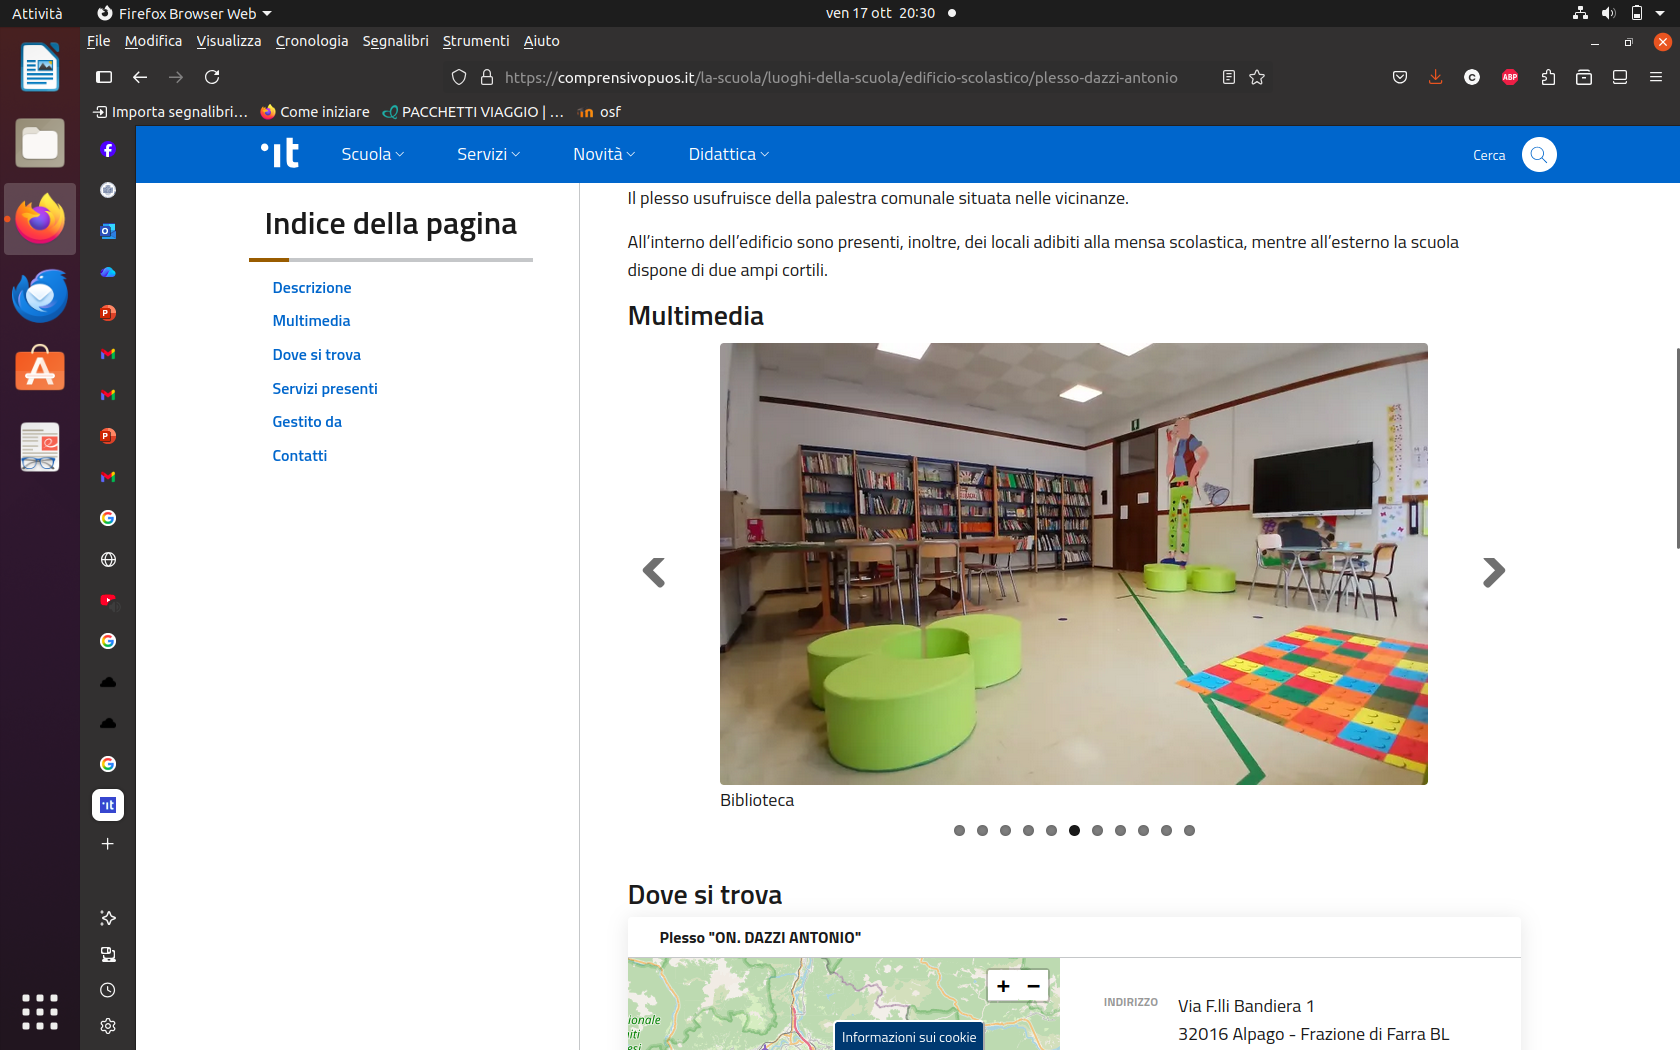 Attività
Firefox Browser Web
ven 17 ott 20:30
File Modifica Visualizza Cronologia Segnalibri Strumenti Aiuto
https://comprensivopuos.it/la-scuola/luoghi-della-scuola/edificio-scolastico/plesso-dazzi-antonio
ABP
Importa segnalibri... Come iniziare PACCHETTI VIAGGIO | ... osf
it Scuola Servizi Novità Didattica Cerca
Indice della pagina
Descrizione
Multimedia
Dove si trova
Servizi presenti
Gestito da
Contatti
Il plesso usufruisce della palestra comunale situata nelle vicinanze.
All'interno dell'edificio sono presenti, inoltre, dei locali adibiti alla mensa scolastica, mentre all'esterno la scuola
dispone di due ampi cortili.
Multimedia
Biblioteca
Dove si trova
Plesso "ON. DAZZI ANTONIO"
+ −
ionale
iti
esi
Informazioni sui cookie
INDIRIZZO
Via F.lli Bandiera 1
32016 Alpago - Frazione di Farra BL